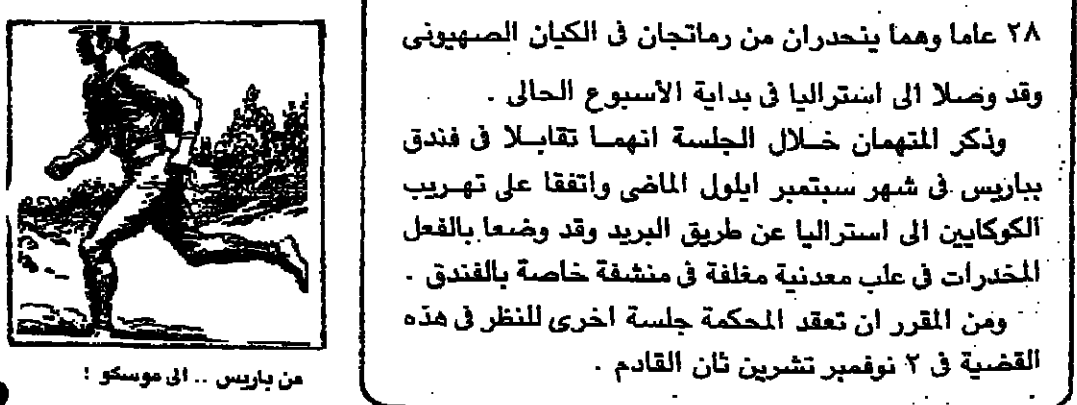 ٢٨ عاما وهما ينحدران من رماتجان فى الكيان الصهيونى
وقد وصلا الى استراليا فى بداية الأسبوع الحالى .
وذكر المتهمان خلال الجلسة انهما تقابلا فى فندق
بباريس فى شهر سبتمبر ايلول الماضى واتفقا على تهريب
الكوكايين الى استراليا عن طريق البريد وقد وضعا بالفعل
المخدرات فى علب معدنية مغلفة فى منشفة خاصة بالفندق .
ومن المقرر ان تعقد المحكمة جلسة اخرى للنظر فى هذه
القضية فى ٢ نوفمبر تشرين ثان القادم .
من باريس .. الى موسكو !